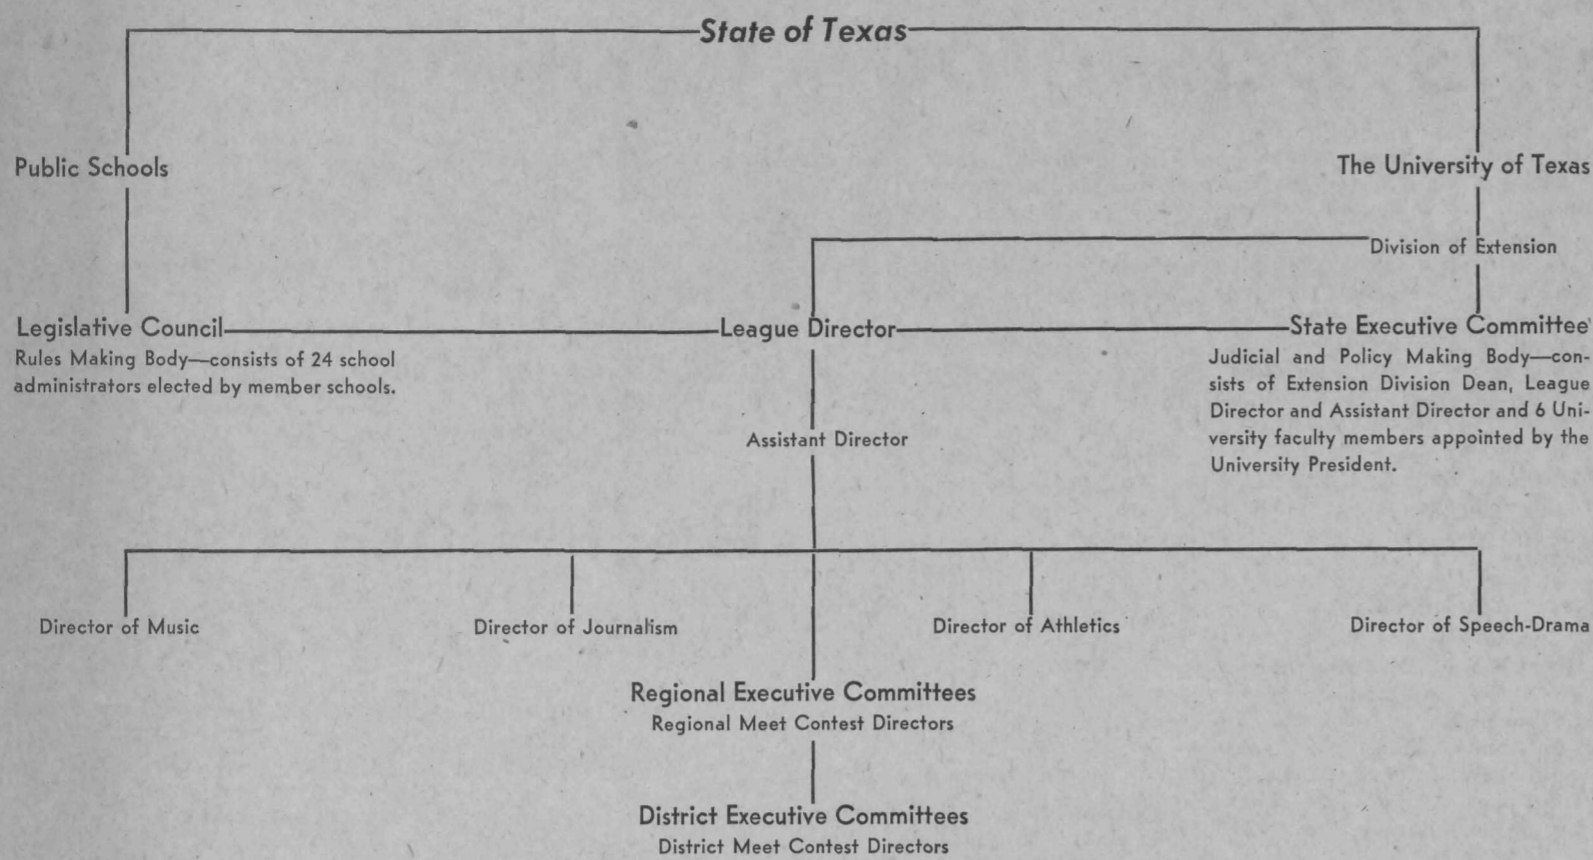 State of Texas
Public Schools
The University of Texas
Division of Extension
Legislative Council
Rules Making Body—consists of 24 school
administrators elected by member schools.
League Director
State Executive Committee
Judicial and Policy Making Body—con-
sists of Extension Division Dean, League
Director and Assistant Director and 6 Uni-
versity faculty members appointed by the
University President.
Assistant Director
Director of Music
Director of Journalism
Director of Athletics
Director of Speech-Drama
Regional Executive Committees
Regional Meet Contest Directors
District Executive Committees
District Meet Contest Directors